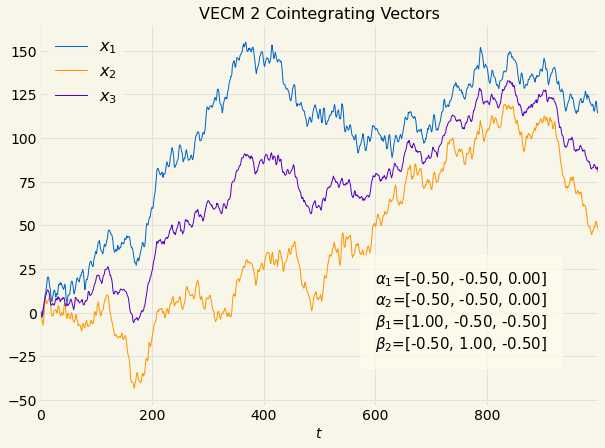 VECM 2 Cointegrating Vectors
x₁
x₂
x₃
150
125
100
75
50
25
0
−25
−50
α₁=[-0.50, -0.50, 0.00]
α₂=[-0.50, -0.50, 0.00]
β₁=[1.00, -0.50, -0.50]
β₂=[-0.50, 1.00, -0.50]
0 200 400 600 800
t